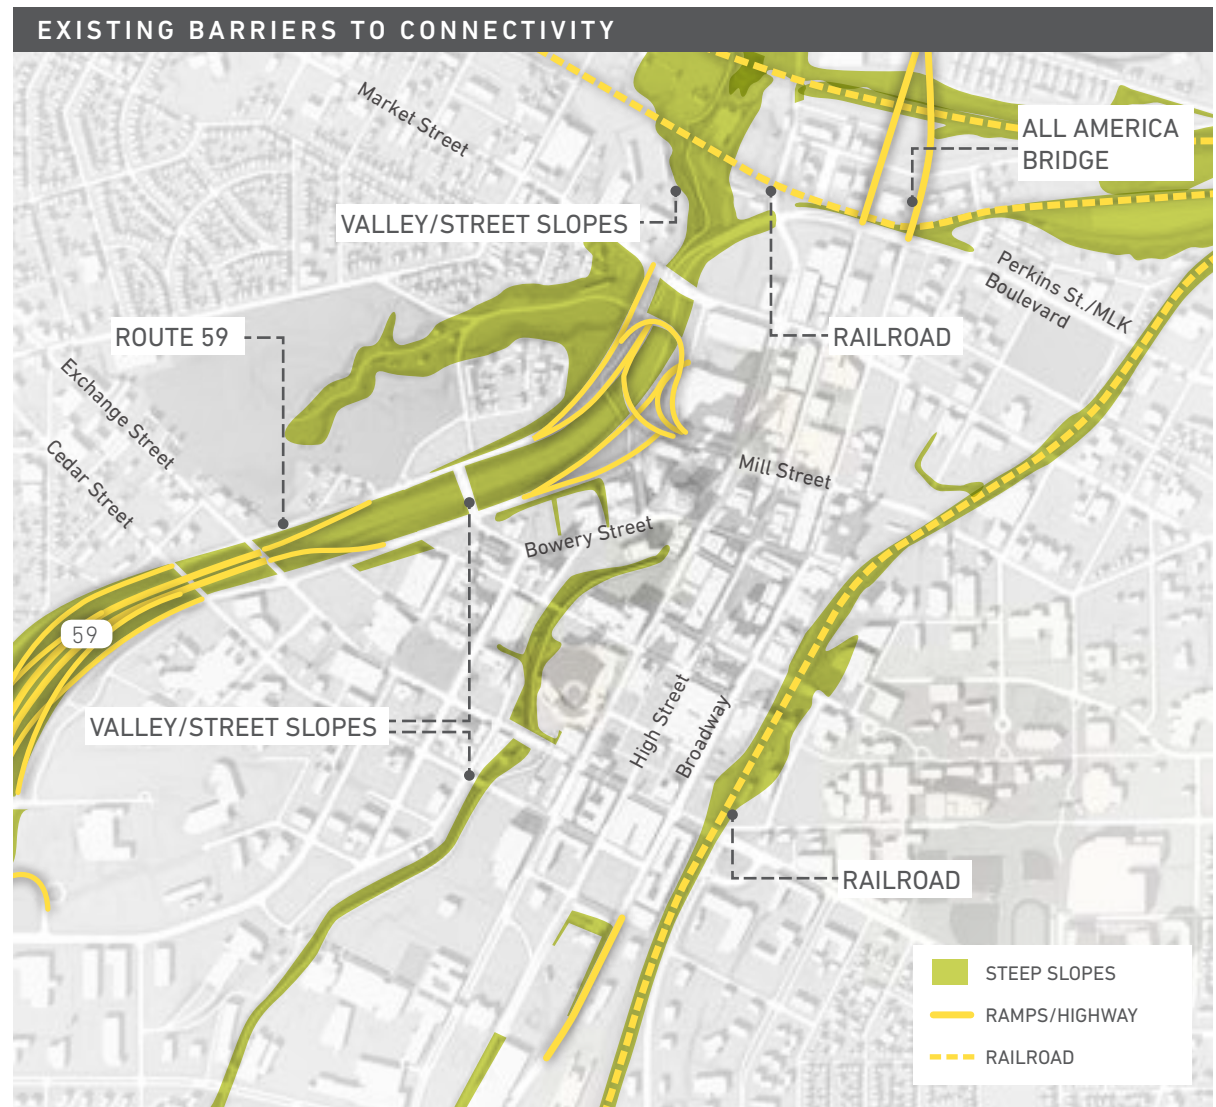 EXISTING BARRIERS TO CONNECTIVITY
Market Street
ALL AMERICA
BRIDGE
VALLEY/STREET SLOPES
Perkins St./MLK
Boulevard
ROUTE 59
RAILROAD
Exchange Street
Cedar Street
Mill Street
Bowery Street
59
High Street
Broadway
VALLEY/STREET SLOPES
RAILROAD
STEEP SLOPES
RAMPS/HIGHWAY
RAILROAD